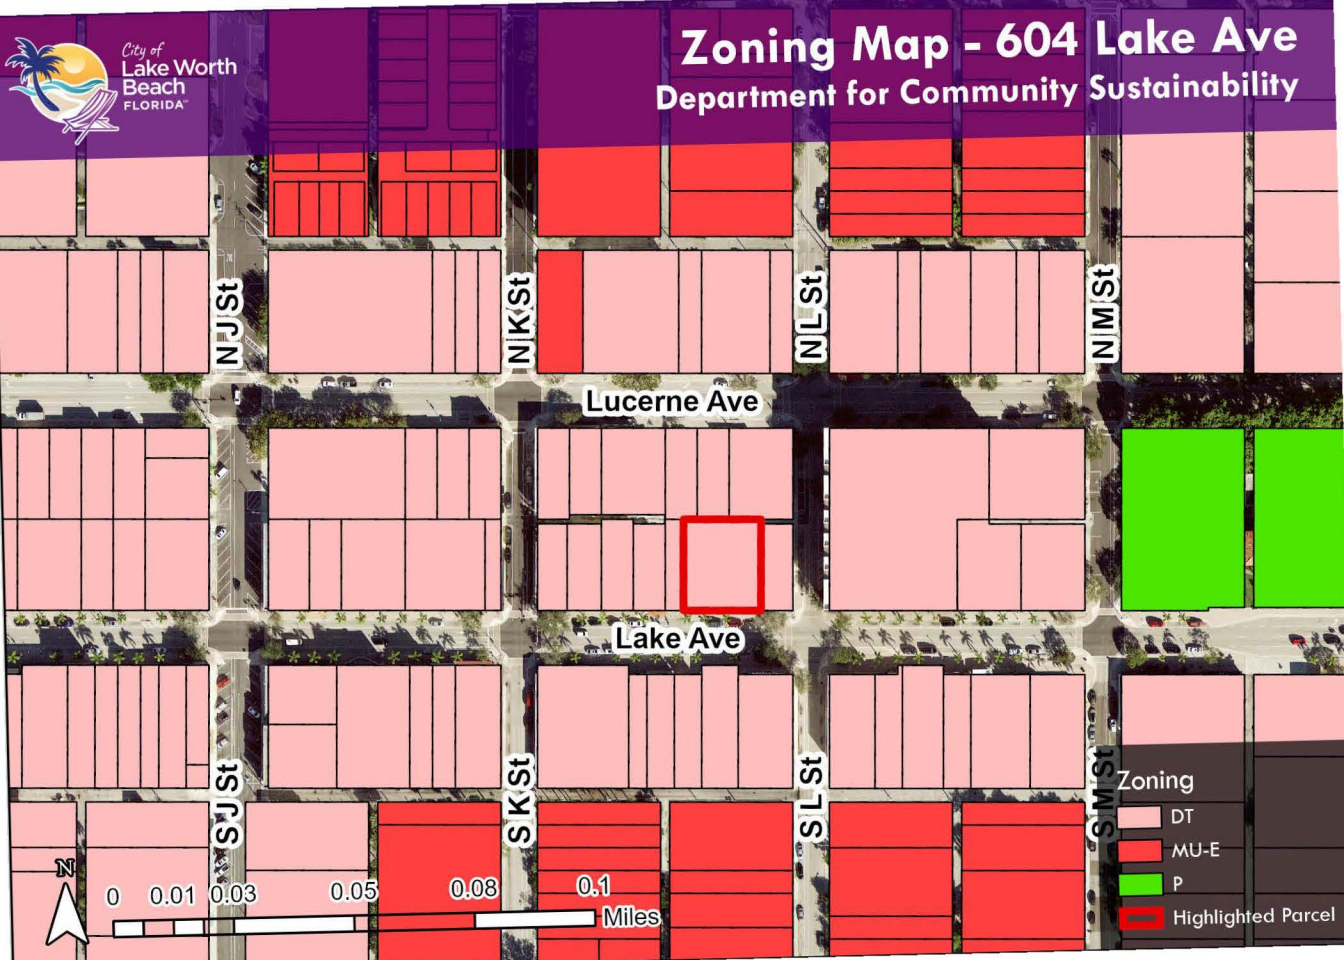 City of
Lake Worth
Beach
FLORIDA
Zoning Map - 604 Lake Ave
Department for Community Sustainability
N J St
N K St
N L St
N M St
Lucerne Ave
Lake Ave
S J St
S K St
S L St
S M St
Zoning
DT
MU-E
P
Highlighted Parcel
N
0 0.01 0.03 0.05 0.08 0.1
Miles